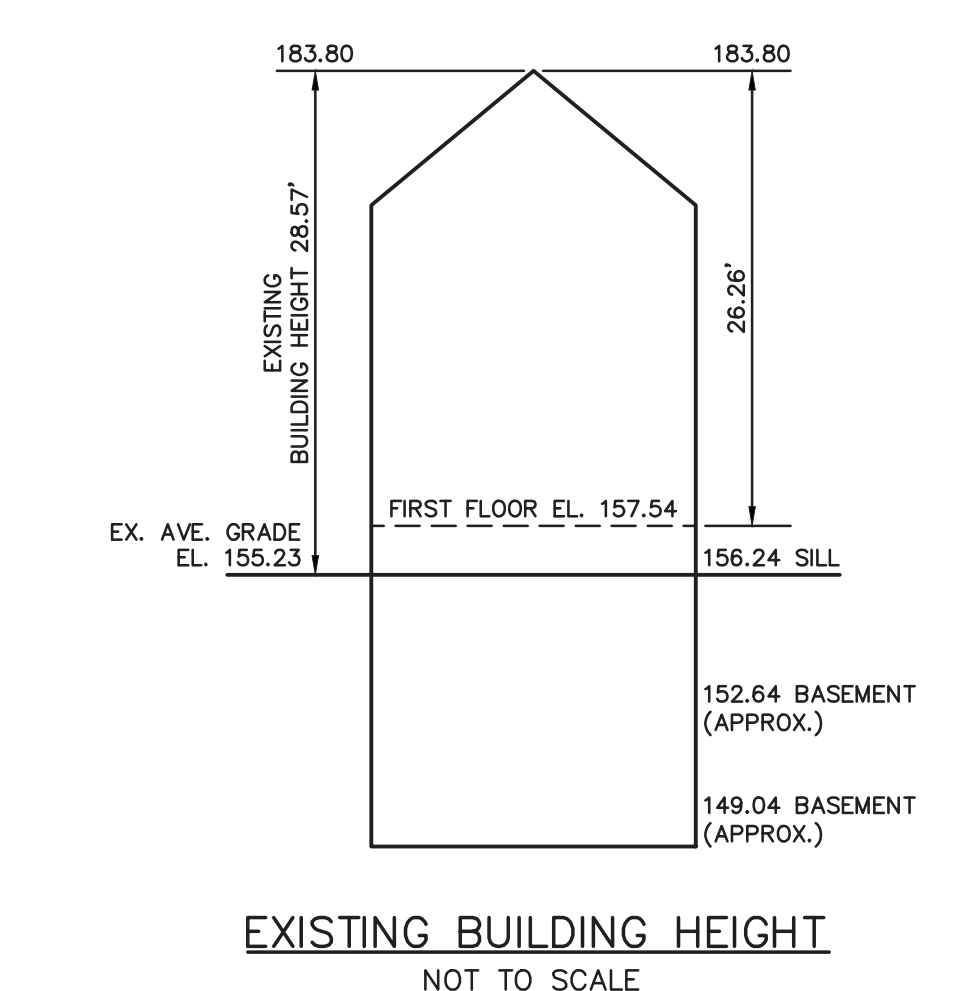 183.80
183.80
EXISTING
BUILDING HEIGHT 28.57'
26.26'
FIRST FLOOR EL. 157.54
EX. AVE. GRADE
EL. 155.23
156.24 SILL
152.64 BASEMENT
(APPROX.)
149.04 BASEMENT
(APPROX.)
EXISTING BUILDING HEIGHT
NOT TO SCALE